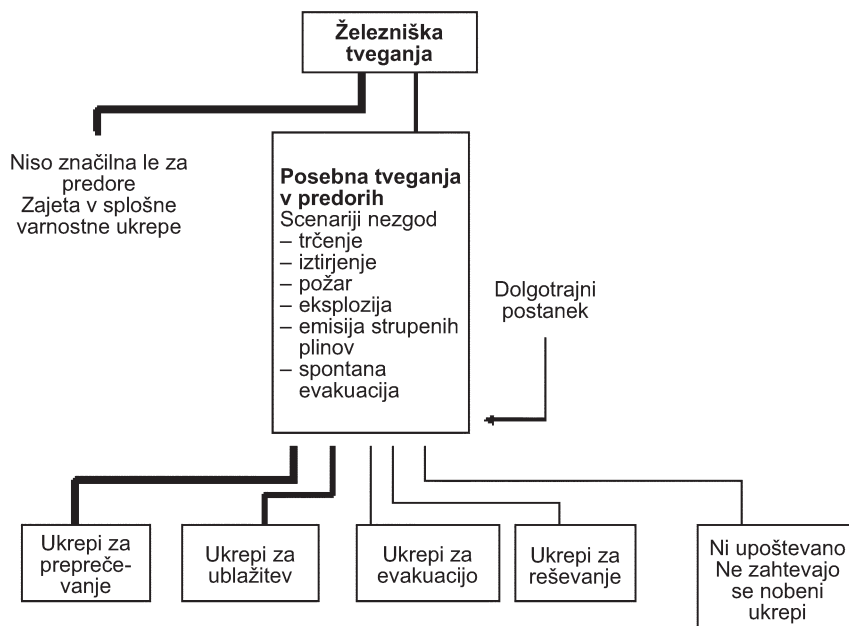 Železniška
tveganja
Niso značilna le za
predore
Zajeta v splošne
varnostne ukrepe
Posebna tveganja
v predorih
Scenariji nezgod
– trčenje
– iztirjenje
– požar
– eksplozija
– emisija strupenih
plinov
– spontana
evakuacija
Dolgotrajni
postanek
Ukrepi za
prepreče-
vanje
Ukrepi za
ublažitev
Ukrepi za
evakuacijo
Ukrepi za
reševanje
Ni upoštevano
Ne zahtevajo
se nobeni
ukrepi